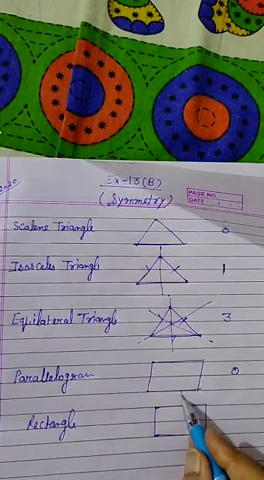 Ex-13(B)
(Symmetry)
PAGE NO.
DATE
Scalene Triangle 0
Isosceles Triangle 1
Equilateral Triangle 3
Parallelogram 0
Rectangle